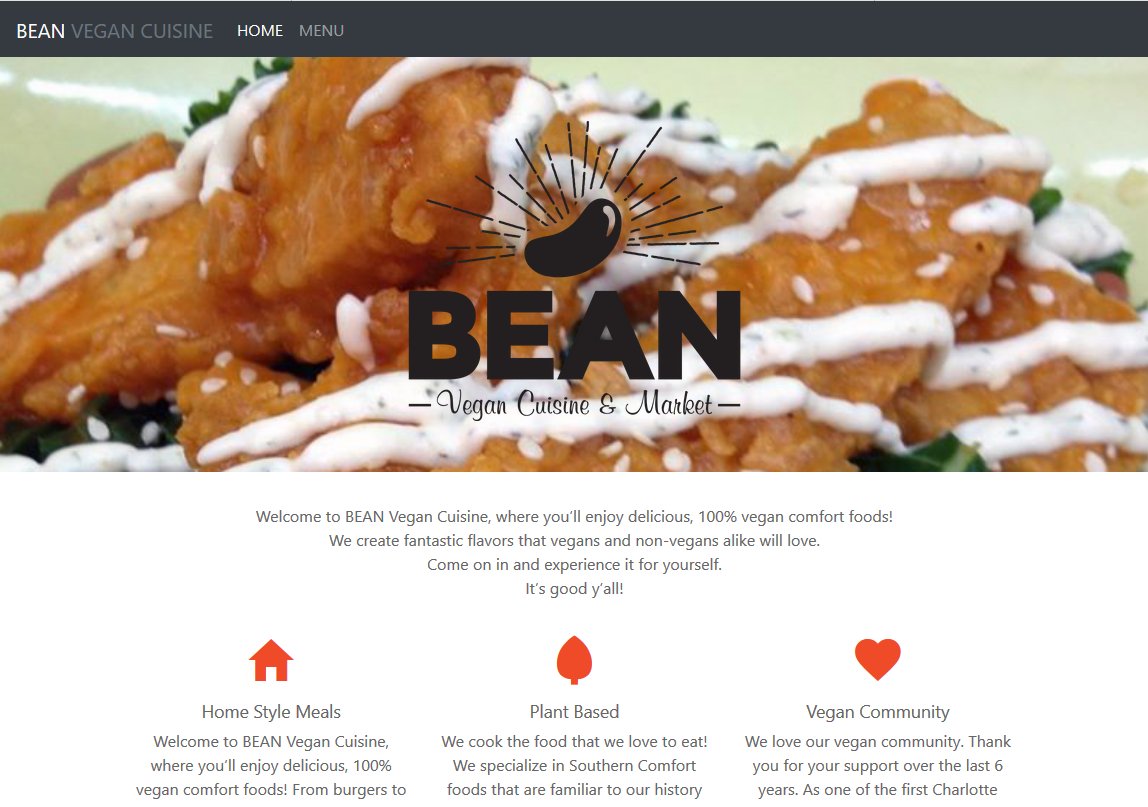 BEAN VEGAN CUISINE HOME MENU
BEAN
Vegan Cuisine & Market
Welcome to BEAN Vegan Cuisine, where you'll enjoy delicious, 100% vegan comfort foods!
We create fantastic flavors that vegans and non-vegans alike will love.
Come on in and experience it for yourself.
It's good y'all!
Home Style Meals
Welcome to BEAN Vegan Cuisine,
where you'll enjoy delicious, 100%
vegan comfort foods! From burgers to
Plant Based
We cook the food that we love to eat!
We specialize in Southern Comfort
foods that are familiar to our history
Vegan Community
We love our vegan community. Thank
you for your support over the last 6
years. As one of the first Charlotte